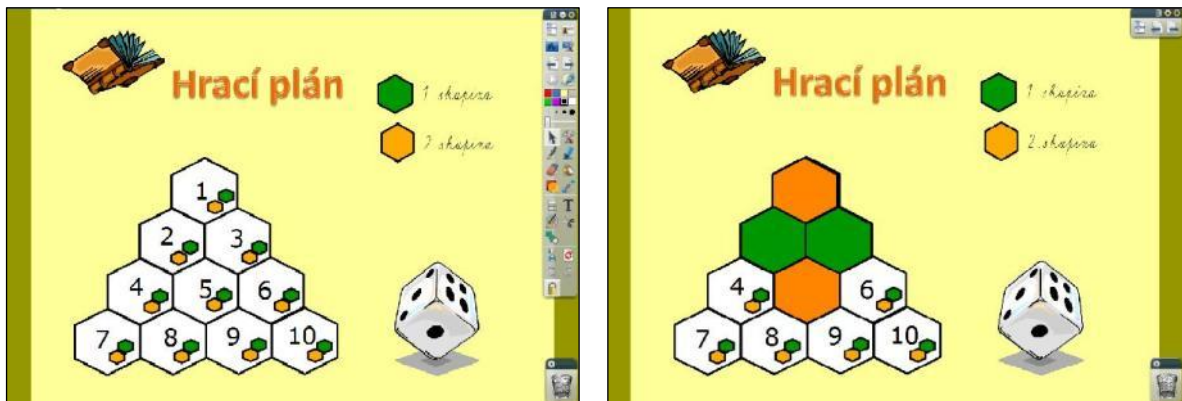 Hrací plán
1 skupina
2 skupina
1
2 3
4 5 6
7 8 9 10
T
Hrací plán
1 skupina
2. skupina
4 6
7 8 9 10